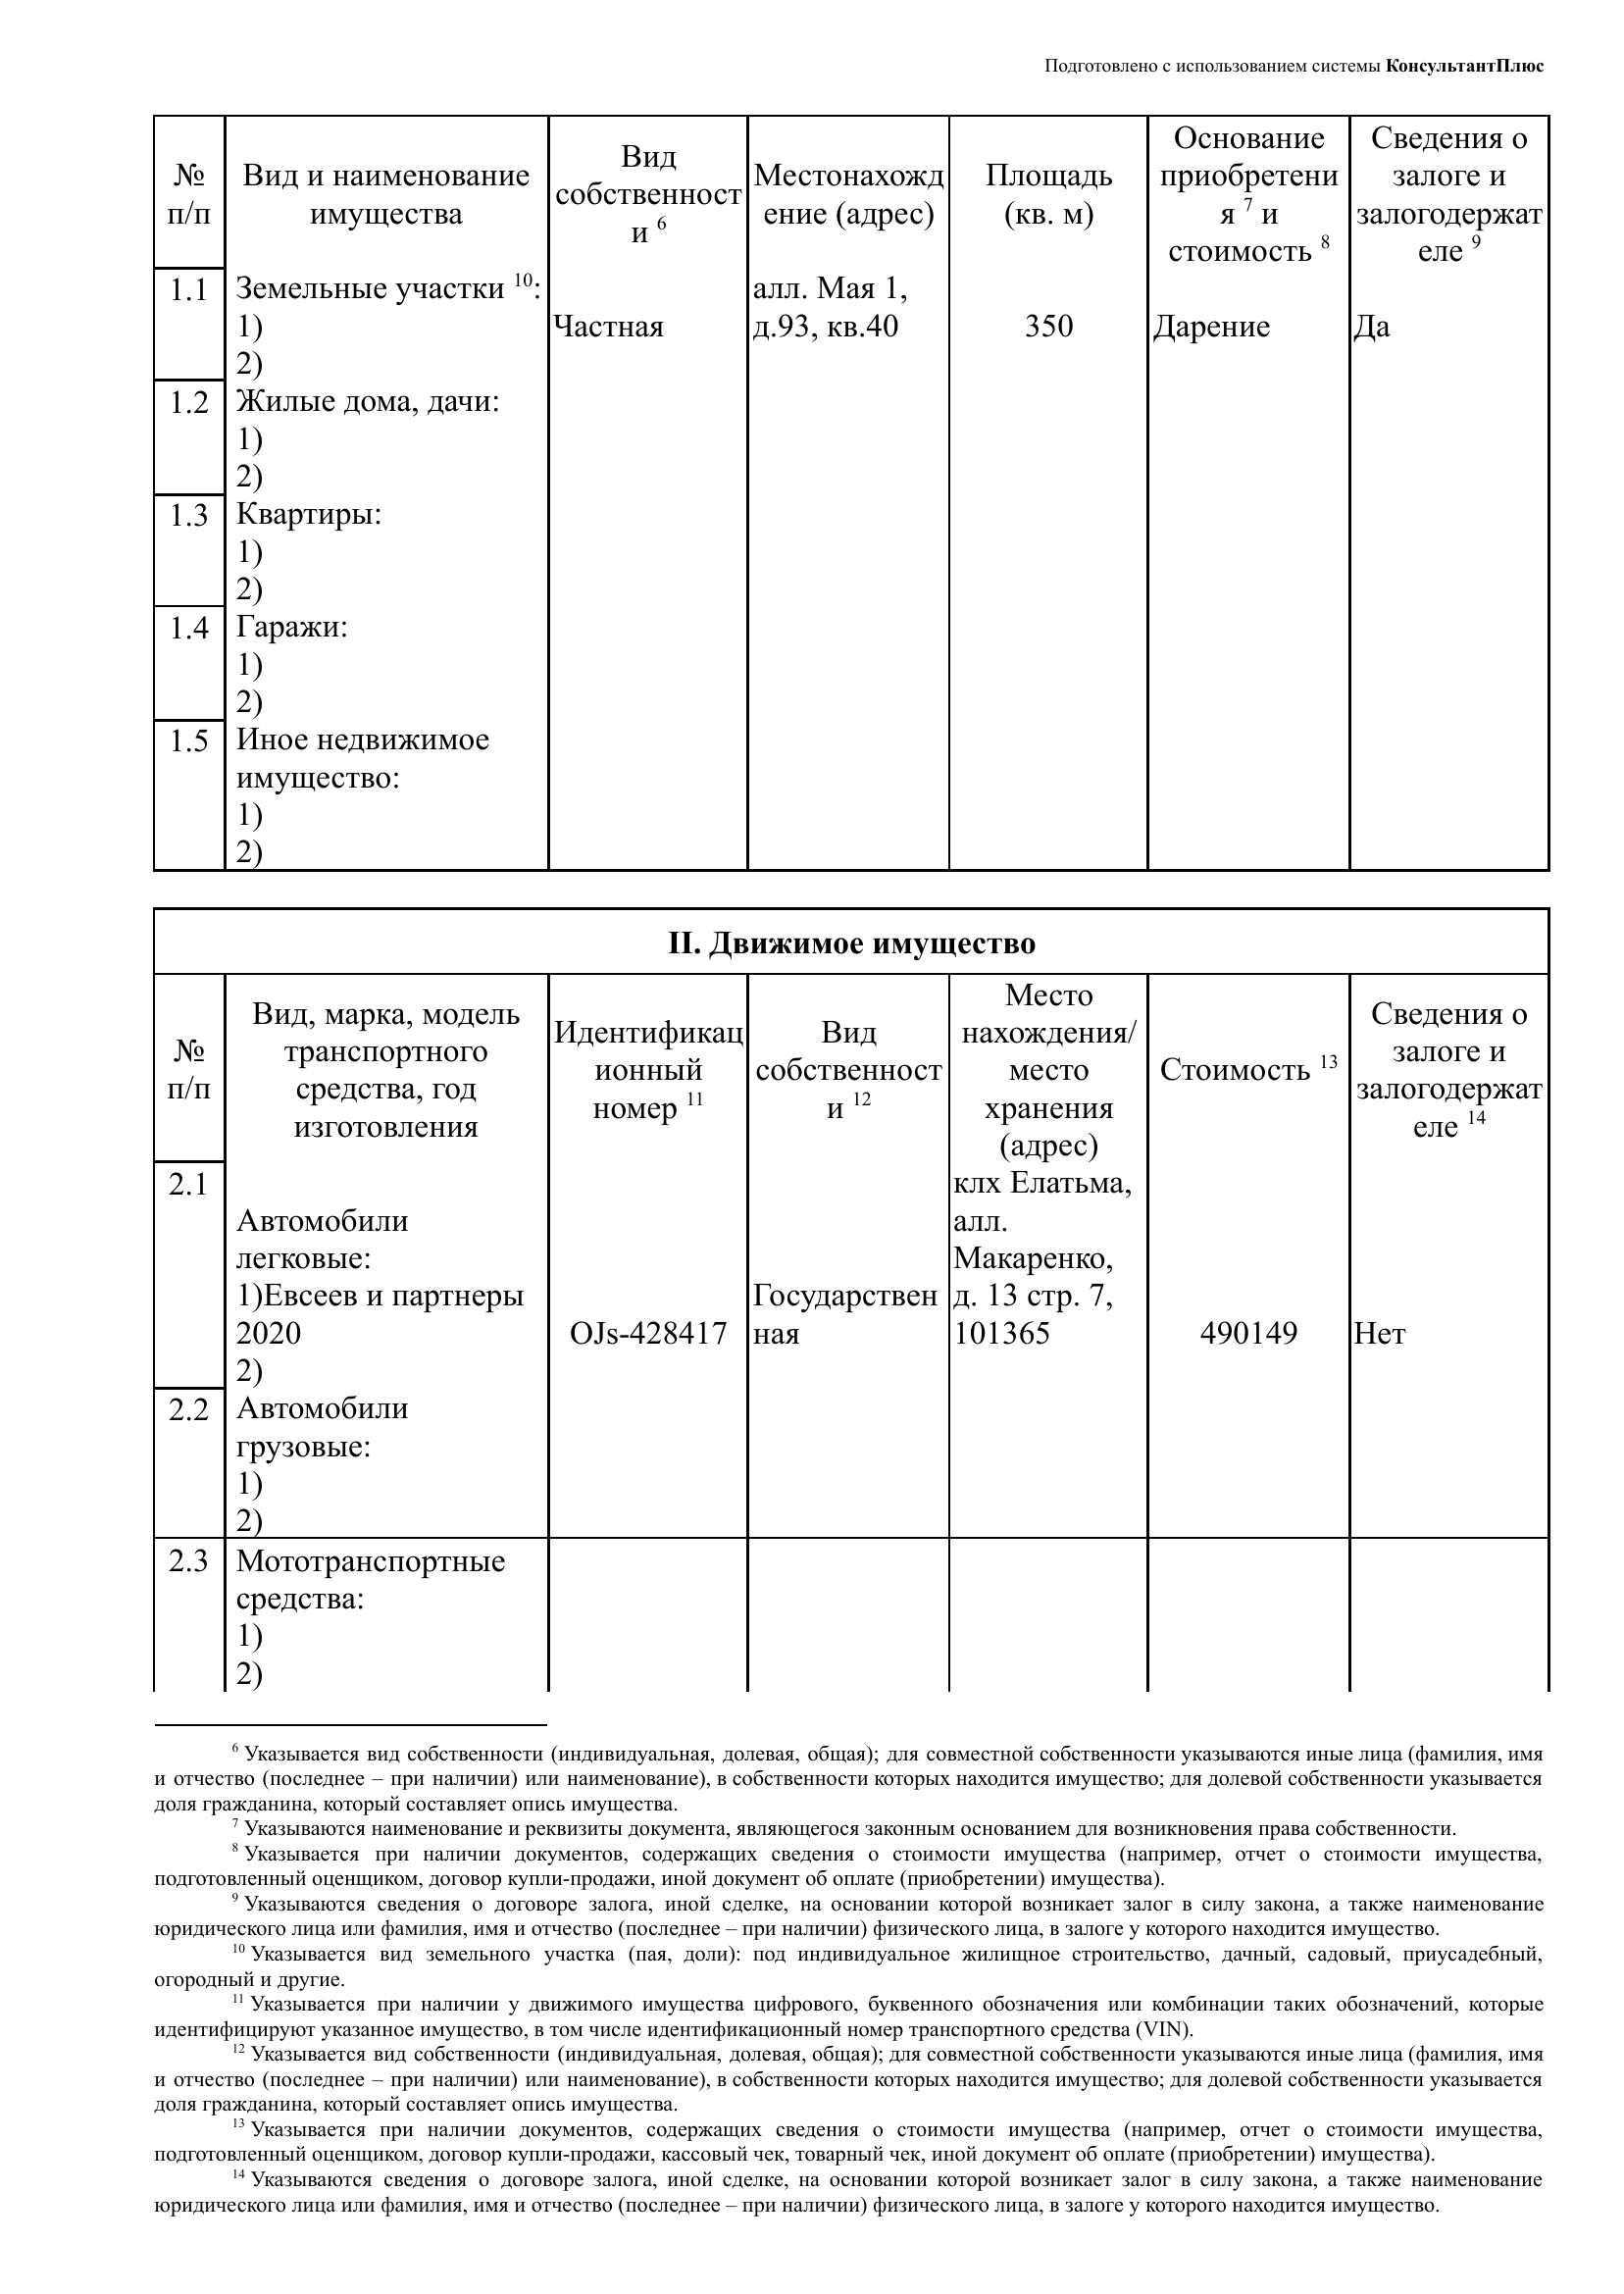 Подготовлено с использованием системы КонсультантПлюс
№
п/п
Вид и наименование
имущества
Вид
собственност
и 6
Местонахожд
ение (адрес)
Площадь
(кв. м)
Основание
приобретени
я 7 и
стоимость 8
Сведения о
залоге и
залогодержат
еле 9
1.1
Земельные участки 10:
1)
2)
Частная
алл. Мая 1,
д.93, кв.40
350
Дарение
Да
1.2
Жилые дома, дачи:
1)
2)
1.3
Квартиры:
1)
2)
1.4
Гаражи:
1)
2)
1.5
Иное недвижимое
имущество:
1)
2)
II. Движимое имущество
№
п/п
Вид, марка, модель
транспортного
средства, год
изготовления
Идентификац
ионный
номер 11
Вид
собственност
и 12
Место
нахождения/
место
хранения
(адрес)
Стоимость 13
Сведения о
залоге и
залогодержат
еле 14
2.1
Автомобили
легковые:
1)Евсеев и партнеры
2020
2)
OJs-428417
Государствен
ная
клх Елатьма,
алл.
Макаренко,
д. 13 стр. 7,
101365
490149
Нет
2.2
Автомобили
грузовые:
1)
2)
2.3
Мототранспортные
средства:
1)
2)
6 Указывается вид собственности (индивидуальная, долевая, общая); для совместной собственности указываются иные лица (фамилия, имя
и отчество (последнее – при наличии) или наименование), в собственности которых находится имущество; для долевой собственности указывается
доля гражданина, который составляет опись имущества.
7 Указываются наименование и реквизиты документа, являющегося законным основанием для возникновения права собственности.
8 Указывается при наличии документов, содержащих сведения о стоимости имущества (например, отчет о стоимости имущества,
подготовленный оценщиком, договор купли-продажи, иной документ об оплате (приобретении) имущества).
9 Указываются сведения о договоре залога, иной сделке, на основании которой возникает залог в силу закона, а также наименование
юридического лица или фамилия, имя и отчество (последнее – при наличии) физического лица, в залоге у которого находится имущество.
10 Указывается вид земельного участка (пая, доли): под индивидуальное жилищное строительство, дачный, садовый, приусадебный,
огородный и другие.
11 Указывается при наличии у движимого имущества цифрового, буквенного обозначения или комбинации таких обозначений, которые
идентифицируют указанное имущество, в том числе идентификационный номер транспортного средства (VIN).
12 Указывается вид собственности (индивидуальная, долевая, общая); для совместной собственности указываются иные лица (фамилия, имя
и отчество (последнее – при наличии) или наименование), в собственности которых находится имущество; для долевой собственности указывается
доля гражданина, который составляет опись имущества.
13 Указывается при наличии документов, содержащих сведения о стоимости имущества (например, отчет о стоимости имущества,
подготовленный оценщиком, договор купли-продажи, кассовый чек, товарный чек, иной документ об оплате (приобретении) имущества).
14 Указываются сведения о договоре залога, иной сделке, на основании которой возникает залог в силу закона, а также наименование
юридического лица или фамилия, имя и отчество (последнее – при наличии) физического лица, в залоге у которого находится имущество.